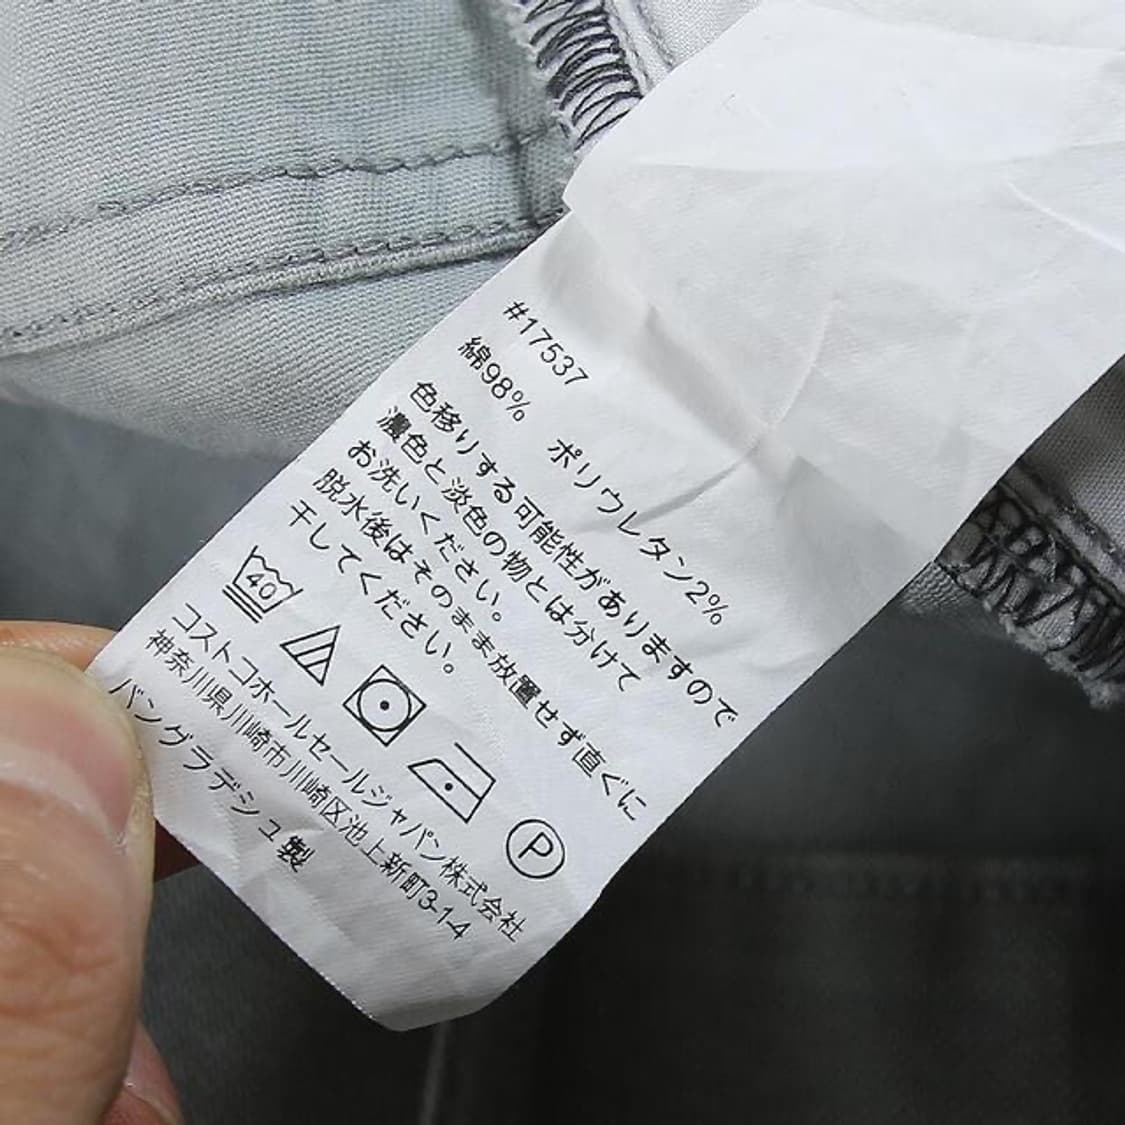 #17537
綿98%　ポリウレタン2%
色移りする可能性がありますので
濃色と淡色の物とは分けて
お洗いください。
脱水後はそのまま放置せず直ぐに
干してください。
40
P
コストコホールセールジャパン株式会社
神奈川県川崎市川崎区池上新町3-1-4
バングラデシュ製